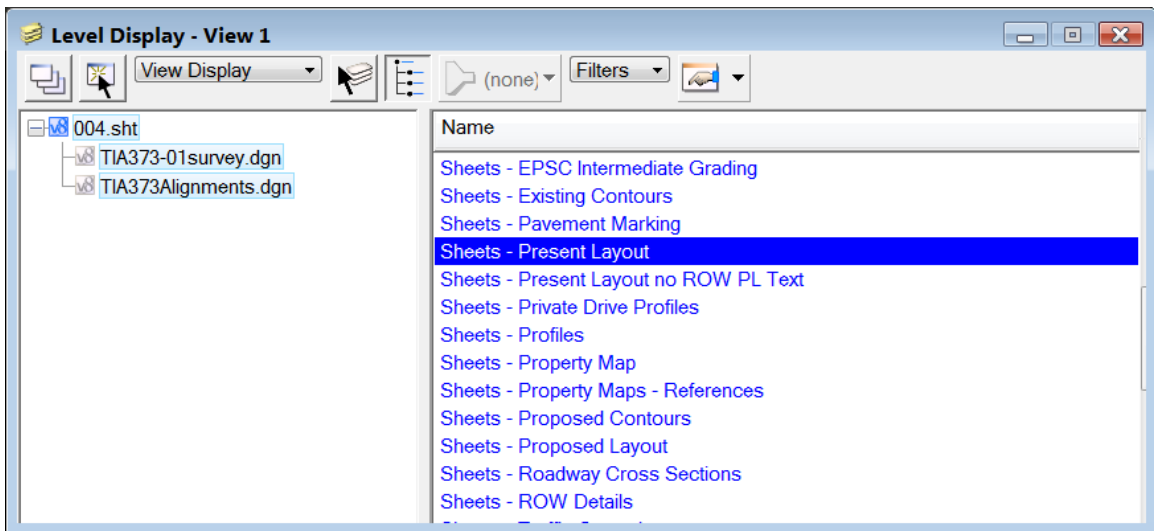 Level Display - View 1
View Display
(none)
Filters
004.sht
TIA373-01survey.dgn
TIA373Alignments.dgn
Name
Sheets - EPSC Intermediate Grading
Sheets - Existing Contours
Sheets - Pavement Marking
Sheets - Present Layout
Sheets - Present Layout no ROW PL Text
Sheets - Private Drive Profiles
Sheets - Profiles
Sheets - Property Map
Sheets - Property Maps - References
Sheets - Proposed Contours
Sheets - Proposed Layout
Sheets - Roadway Cross Sections
Sheets - ROW Details